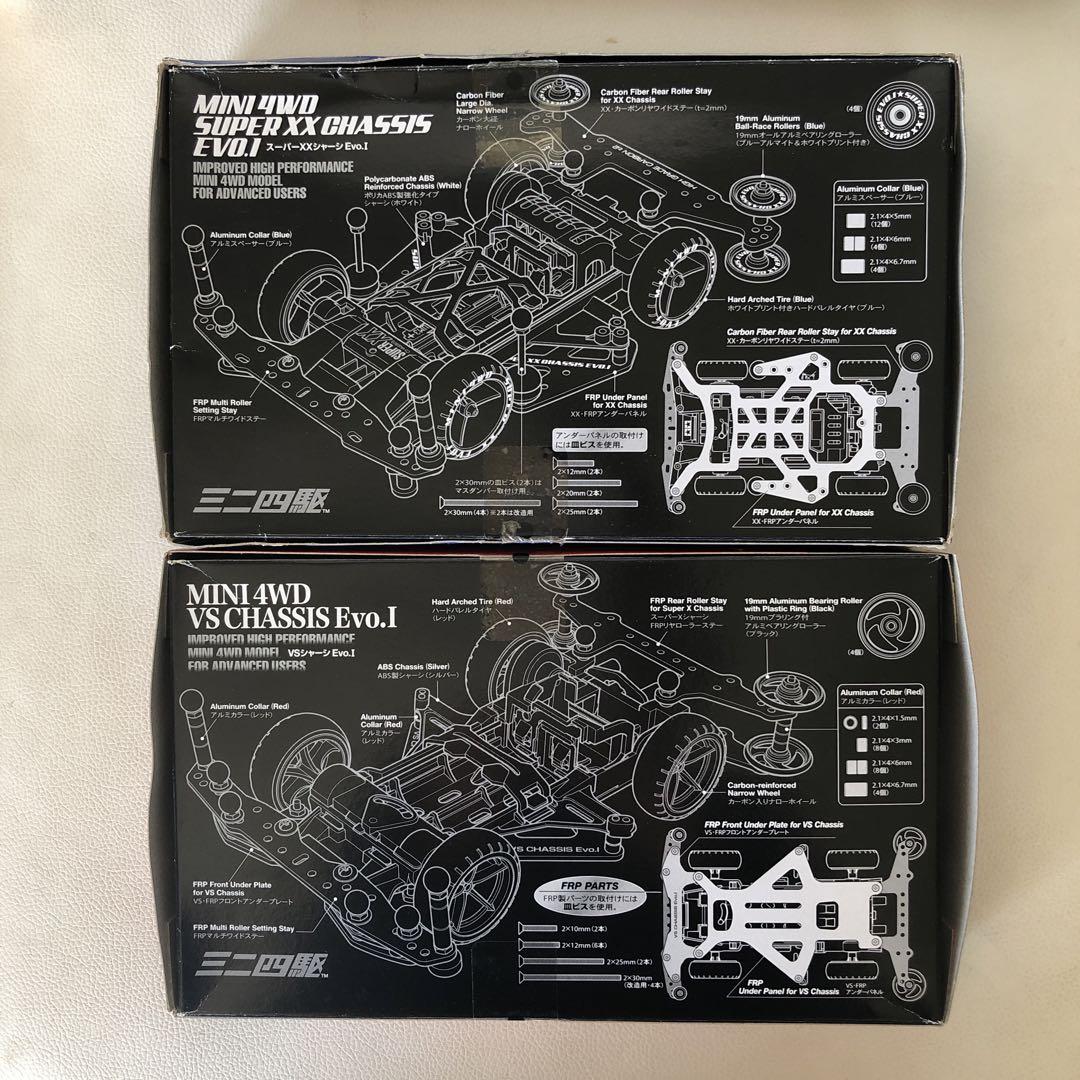 MINI 4WD
SUPER XX CHASSIS
EVO.I スーパーXXシャーシ Evo.I
IMPROVED HIGH PERFORMANCE
MINI 4WD MODEL
FOR ADVANCED USERS
Carbon Fiber
Large Dia.
Narrow Wheel
カーボン大径
ナローホイール
Carbon Fiber Rear Roller Stay
for XX Chassis
XX・カーボンリヤワイドステー(t=2mm)
19mm Aluminum
Ball-Race Rollers (Blue)
19mmオールアルミベアリングローラー
(ブルーアルマイト&ホワイトプリント付き)
(4個)
EVO.I★SUPER XX CHASSIS
Polycarbonate ABS
Reinforced Chassis (White)
ポリカABS製強化タイプ
シャーシ(ホワイト)
Aluminum Collar (Blue)
アルミスペーサー(ブルー)
Aluminum Collar (Blue)
アルミスペーサー(ブルー)
2.1×4×5mm
(12個)
2.1×4×6mm
(4個)
2.1×4×6.7mm
(4個)
Hard Arched Tire (Blue)
ホワイトプリント付きハードバレルタイヤ(ブルー)
Carbon Fiber Rear Roller Stay for XX Chassis
XX・カーボンリヤワイドステー(t=2mm)
SUPER XX
XX CHASSIS EVO.I
FRP Multi Roller
Setting Stay
FRPマルチワイドステー
FRP Under Panel
for XX Chassis
XX・FRPアンダーパネル
アンダーパネルの取付け
には皿ビスを使用。
2×30mmの皿ビス(2本)は
マスダンパー取付け用。
2×12mm(2本)
2×20mm(2本)
2×30mm(4本)※2本は改造用
2×25mm(2本)
FRP Under Panel for XX Chassis
XX・FRPアンダーパネル
ミニ四駆™
MINI 4WD
VS CHASSIS Evo.I
IMPROVED HIGH PERFORMANCE
MINI 4WD MODEL VSシャーシ Evo.I
FOR ADVANCED USERS
Hard Arched Tire (Red)
ハードバレルタイヤ
(レッド)
FRP Rear Roller Stay
for Super X Chassis
スーパーXシャーシ
FRPリヤローラーステー
19mm Aluminum Bearing Roller
with Plastic Ring (Black)
19mmプラリング付
アルミベアリングローラー
(ブラック)
(4個)
ABS Chassis (Silver)
ABS製シャーシ(シルバー)
Aluminum Collar (Red)
アルミカラー(レッド)
Aluminum
Collar (Red)
アルミカラー
(レッド)
Aluminum Collar (Red)
アルミカラー(レッド)
2.1×4×1.5mm
(2個)
2.1×4×3mm
(8個)
2.1×4×6mm
(8個)
2.1×4×6.7mm
(4個)
Carbon-reinforced
Narrow Wheel
カーボン入りナローホイール
FRP Front Under Plate for VS Chassis
VS・FRPフロントアンダープレート
VS CHASSIS Evo.I
FRP Front Under Plate
for VS Chassis
VS・FRPフロントアンダープレート
FRP Multi Roller Setting Stay
FRPマルチワイドステー
FRP PARTS
FRP製パーツの取付けには
皿ビスを使用。
2×10mm(2本)
2×12mm(6本)
2×25mm(2本)
2×30mm
(改造用・4本)
VS CHASSIS Evo.I
FRP
Under Panel for VS Chassis
VS・FRP
アンダーパネル
ミニ四駆™